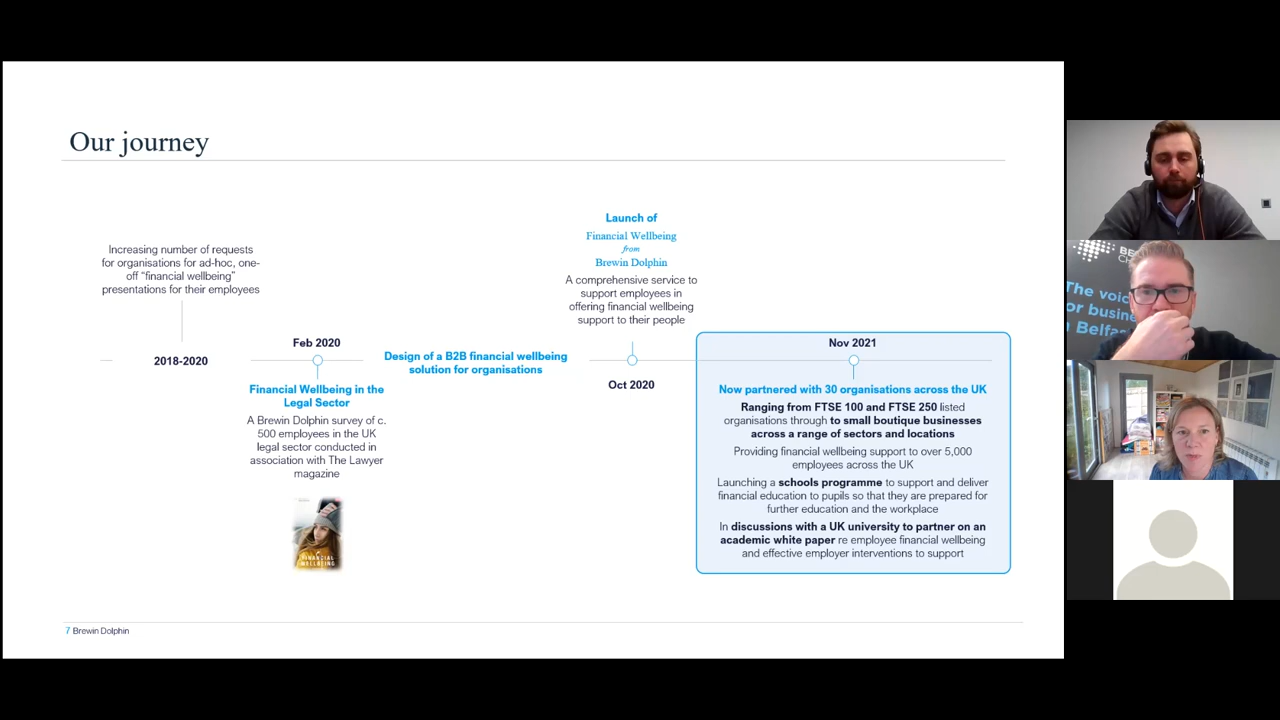 Our journey
Increasing number of requests
for organisations for ad-hoc, one-
off “financial wellbeing”
presentations for their employees
2018-2020
Feb 2020
Financial Wellbeing in the
Legal Sector
A Brewin Dolphin survey of c.
500 employees in the UK
legal sector conducted in
association with The Lawyer
magazine
FINANCIAL
WELLBEING
Design of a B2B financial wellbeing
solution for organisations
Launch of
Financial Wellbeing
from
Brewin Dolphin
A comprehensive service to
support employees in
offering financial wellbeing
support to their people
Oct 2020
Nov 2021
Now partnered with 30 organisations across the UK
Ranging from FTSE 100 and FTSE 250 listed
organisations through to small boutique businesses
across a range of sectors and locations
Providing financial wellbeing support to over 5,000
employees across the UK
Launching a schools programme to support and deliver
financial education to pupils so that they are prepared for
further education and the workplace
In discussions with a UK university to partner on an
academic white paper re employee financial wellbeing
and effective employer interventions to support
7 Brewin Dolphin
The voic
or busine
n Belfas